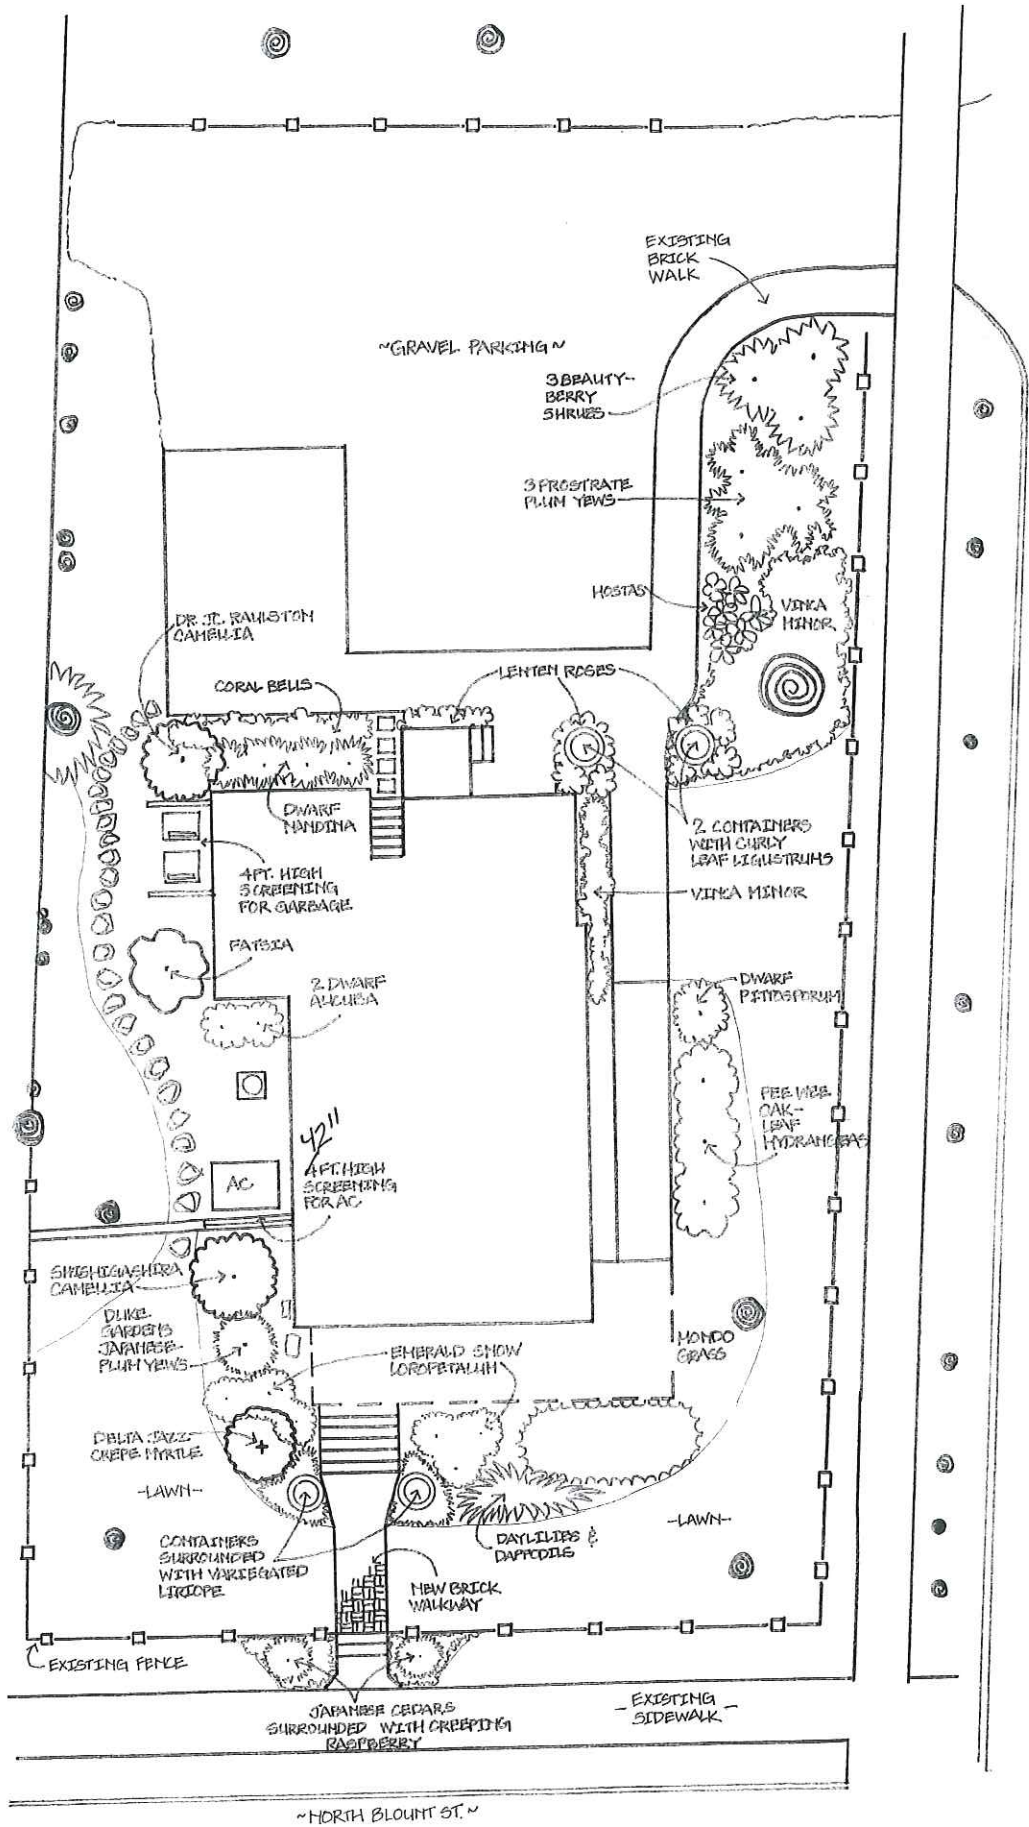 EXISTING
BRICK
WALK
~GRAVEL PARKING~
3 BEAUTY-
BERRY
SHRUBS
3 PROSTRATE
PLUM YEWS
HOSTAS
VINCA
MINOR
DR. JC. RAULSTON
CAMELLIA
CORAL BELLS
LENTEN ROSES
DWARF
NANDINA
2 CONTAINERS
WITH CURLY
LEAF LIGUSTRUMS
4 FT. HIGH
SCREENING
FOR GARBAGE
VINCA MINOR
FATSIA
2 DWARF
AUCUBA
DWARF
PITTOSPORUM
PEE WEE
OAK-
LEAF
HYDRANGEAS
42"
4 FT. HIGH
SCREENING
FOR AC
AC
SHISHIGASHIRA
CAMELLIA
DUKE
GARDENS
JAPANESE
PLUM YEWS
EMERALD SNOW
LOROPETALUM
MONDO
GRASS
DELTA JAZZ
CREPE MYRTLE
-LAWN-
-LAWN-
CONTAINERS
SURROUNDED
WITH VARIEGATED
LIRIOPE
DAYLILIES &
DAFFODILS
NEW BRICK
WALKWAY
EXISTING FENCE
JAPANESE CEDARS
SURROUNDED WITH CREEPING
RASPBERRY
- EXISTING -
SIDEWALK
~NORTH BLOUNT ST.~